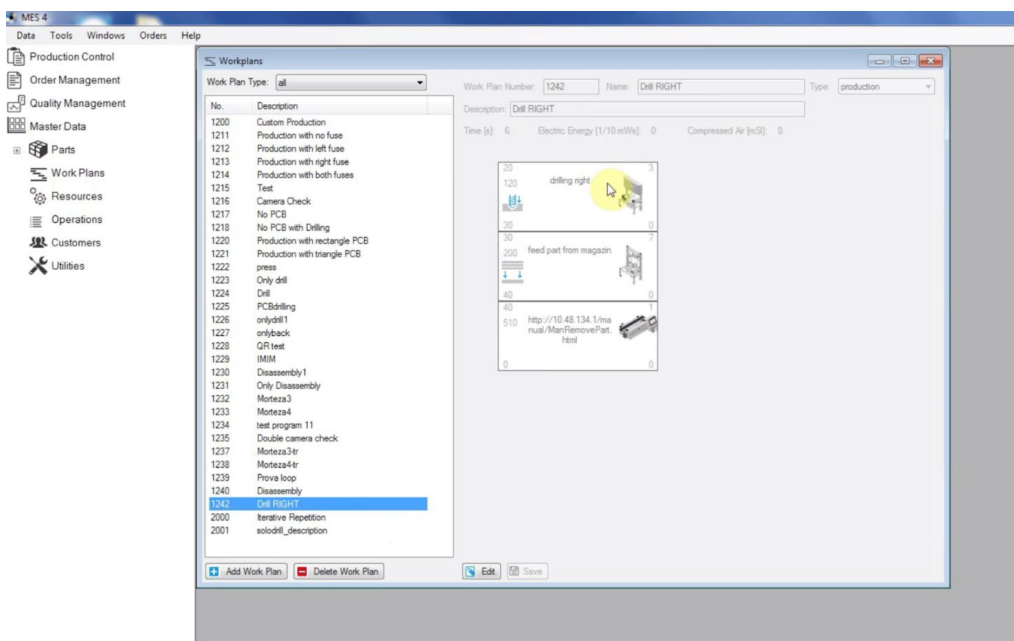 MES 4
Data Tools Windows Orders Help
Production Control
Order Management
Quality Management
Master Data
Parts
Work Plans
Resources
Operations
Customers
Utilities
Workplans
Work Plan Type: all
No. Description
1200 Custom Production
1211 Production with no fuse
1212 Production with left fuse
1213 Production with right fuse
1214 Production with both fuses
1215 Test
1216 Camera Check
1217 No PCB
1218 No PCB with Drilling
1220 Production with rectangle PCB
1221 Production with triangle PCB
1222 press
1223 Only drill
1224 Drill
1225 PCBdrilling
1226 onlydrill1
1227 onlyback
1228 QR test
1229 IMIM
1230 Disassembly1
1231 Only Disassembly
1232 Morteza3
1233 Morteza4
1234 test program 11
1235 Double camera check
1237 Morteza3-tr
1238 Morteza4-tr
1239 Prova loop
1240 Disassembly
1242 Drill RIGHT
2000 Iterative Repetition
2001 solodrill_description
Add Work Plan Delete Work Plan
Work Plan Number: 1242 Name: Drill RIGHT Type: production
Description: Drill RIGHT
Time [s]: 6 Electric Energy [1/10 mWs]: 0 Compressed Air [mSl]: 0
20 3
120 drilling right
20 0
30 7
200 feed part from magazin
40 0
40 1
510 http://10.48.134.1/ma
nual/ManRemovePart.
html
0 0
Edit Save